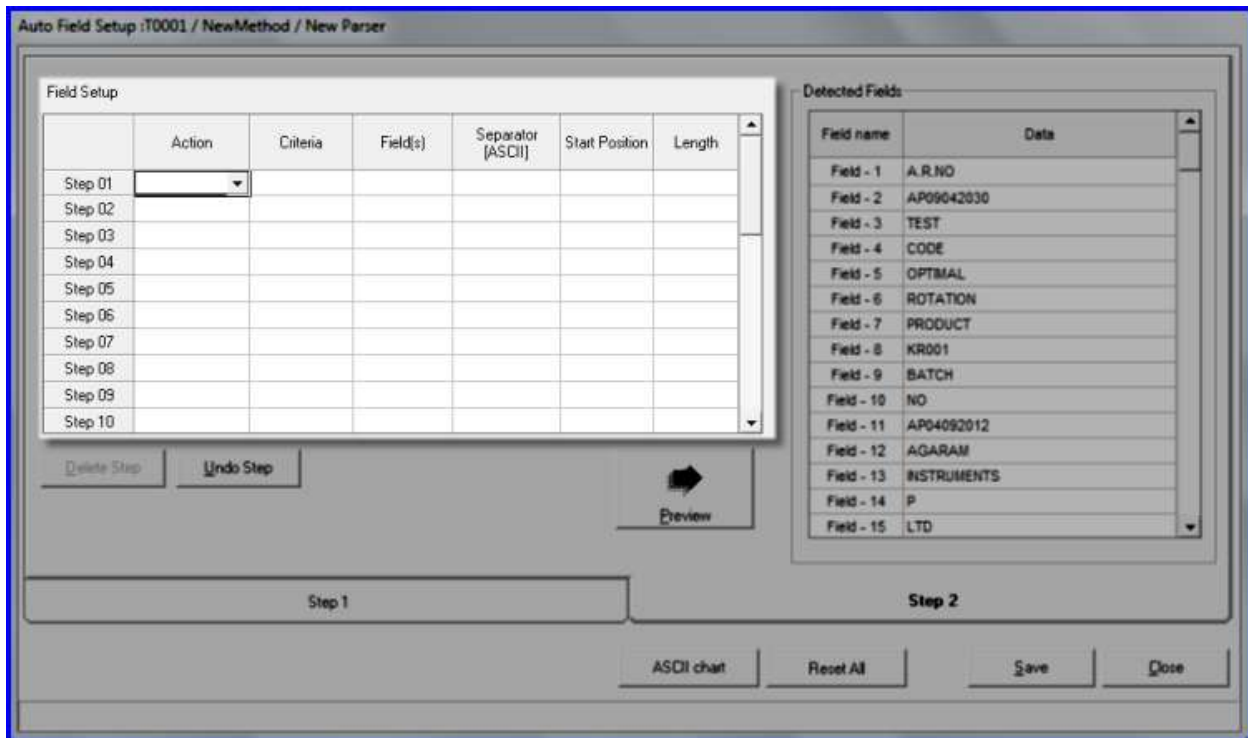 Auto Field Setup :T0001 / NewMethod / New Parser
Field Setup
Action Criteria Field(s) Separator [ASCII] Start Position Length
Step 01
Step 02
Step 03
Step 04
Step 05
Step 06
Step 07
Step 08
Step 09
Step 10
Delete Step Undo Step
Preview
Detected Fields
Field name Data
Field - 1 A.R.NO
Field - 2 AP09042030
Field - 3 TEST
Field - 4 CODE
Field - 5 OPTIMAL
Field - 6 ROTATION
Field - 7 PRODUCT
Field - 8 KR001
Field - 9 BATCH
Field - 10 NO
Field - 11 AP04092012
Field - 12 AGARAM
Field - 13 INSTRUMENTS
Field - 14 P
Field - 15 LTD
Step 1 Step 2
ASCII chart Reset All Save Close